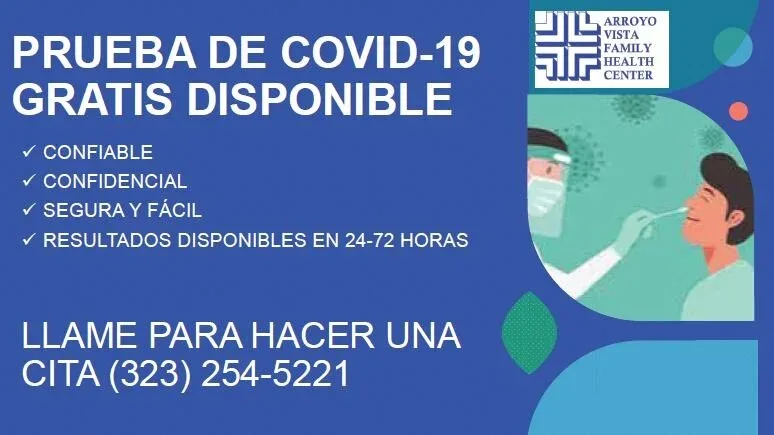 PRUEBA DE COVID-19
GRATIS DISPONIBLE
✓ CONFIABLE
✓ CONFIDENCIAL
✓ SEGURA Y FÁCIL
✓ RESULTADOS DISPONIBLES EN 24-72 HORAS
LLAME PARA HACER UNA
CITA (323) 254-5221
ARROYO
VISTA
FAMILY
HEALTH
CENTER